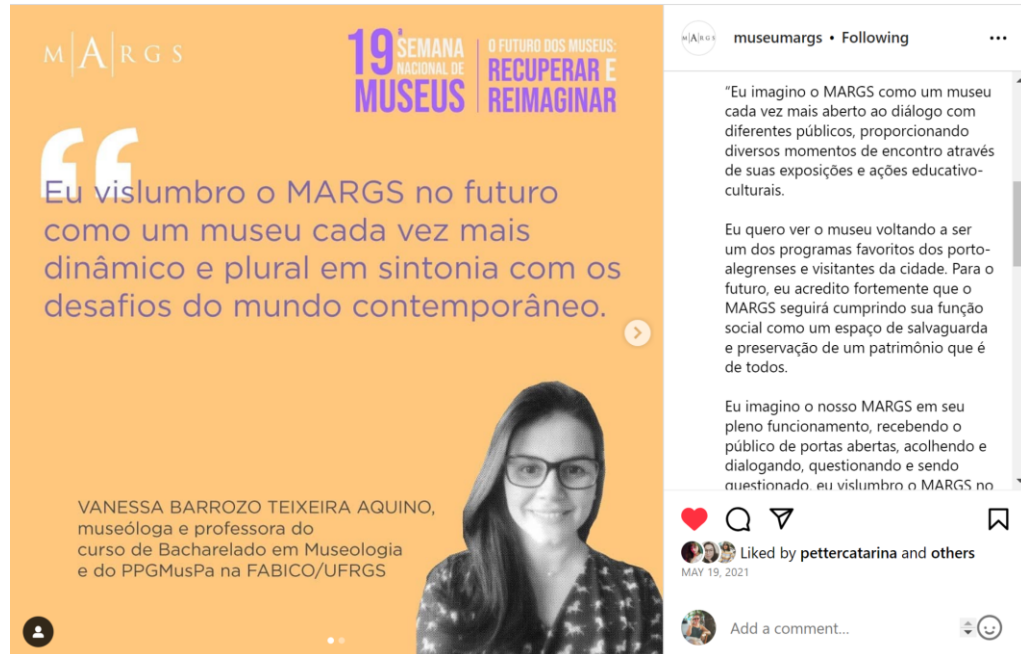 M|A|RGS
19ª SEMANA
NACIONAL DE
MUSEUS
O FUTURO DOS MUSEUS:
RECUPERAR E
REIMAGINAR
“
Eu vislumbro o MARGS no futuro
como um museu cada vez mais
dinâmico e plural em sintonia com os
desafios do mundo contemporâneo.
VANESSA BARROZO TEIXEIRA AQUINO,
museóloga e professora do
curso de Bacharelado em Museologia
e do PPGMusPa na FABICO/UFRGS
M|A|RGS
museumargs • Following
“Eu imagino o MARGS como um museu
cada vez mais aberto ao diálogo com
diferentes públicos, proporcionando
diversos momentos de encontro através
de suas exposições e ações educativo-
culturais.
Eu quero ver o museu voltando a ser
um dos programas favoritos dos porto-
alegrenses e visitantes da cidade. Para o
futuro, eu acredito fortemente que o
MARGS seguirá cumprindo sua função
social como um espaço de salvaguarda
e preservação de um patrimônio que é
de todos.
Eu imagino o nosso MARGS em seu
pleno funcionamento, recebendo o
público de portas abertas, acolhendo e
dialogando, questionando e sendo
questionado, eu vislumbro o MARGS no
Liked by pettercatarina and others
MAY 19, 2021
Add a comment...